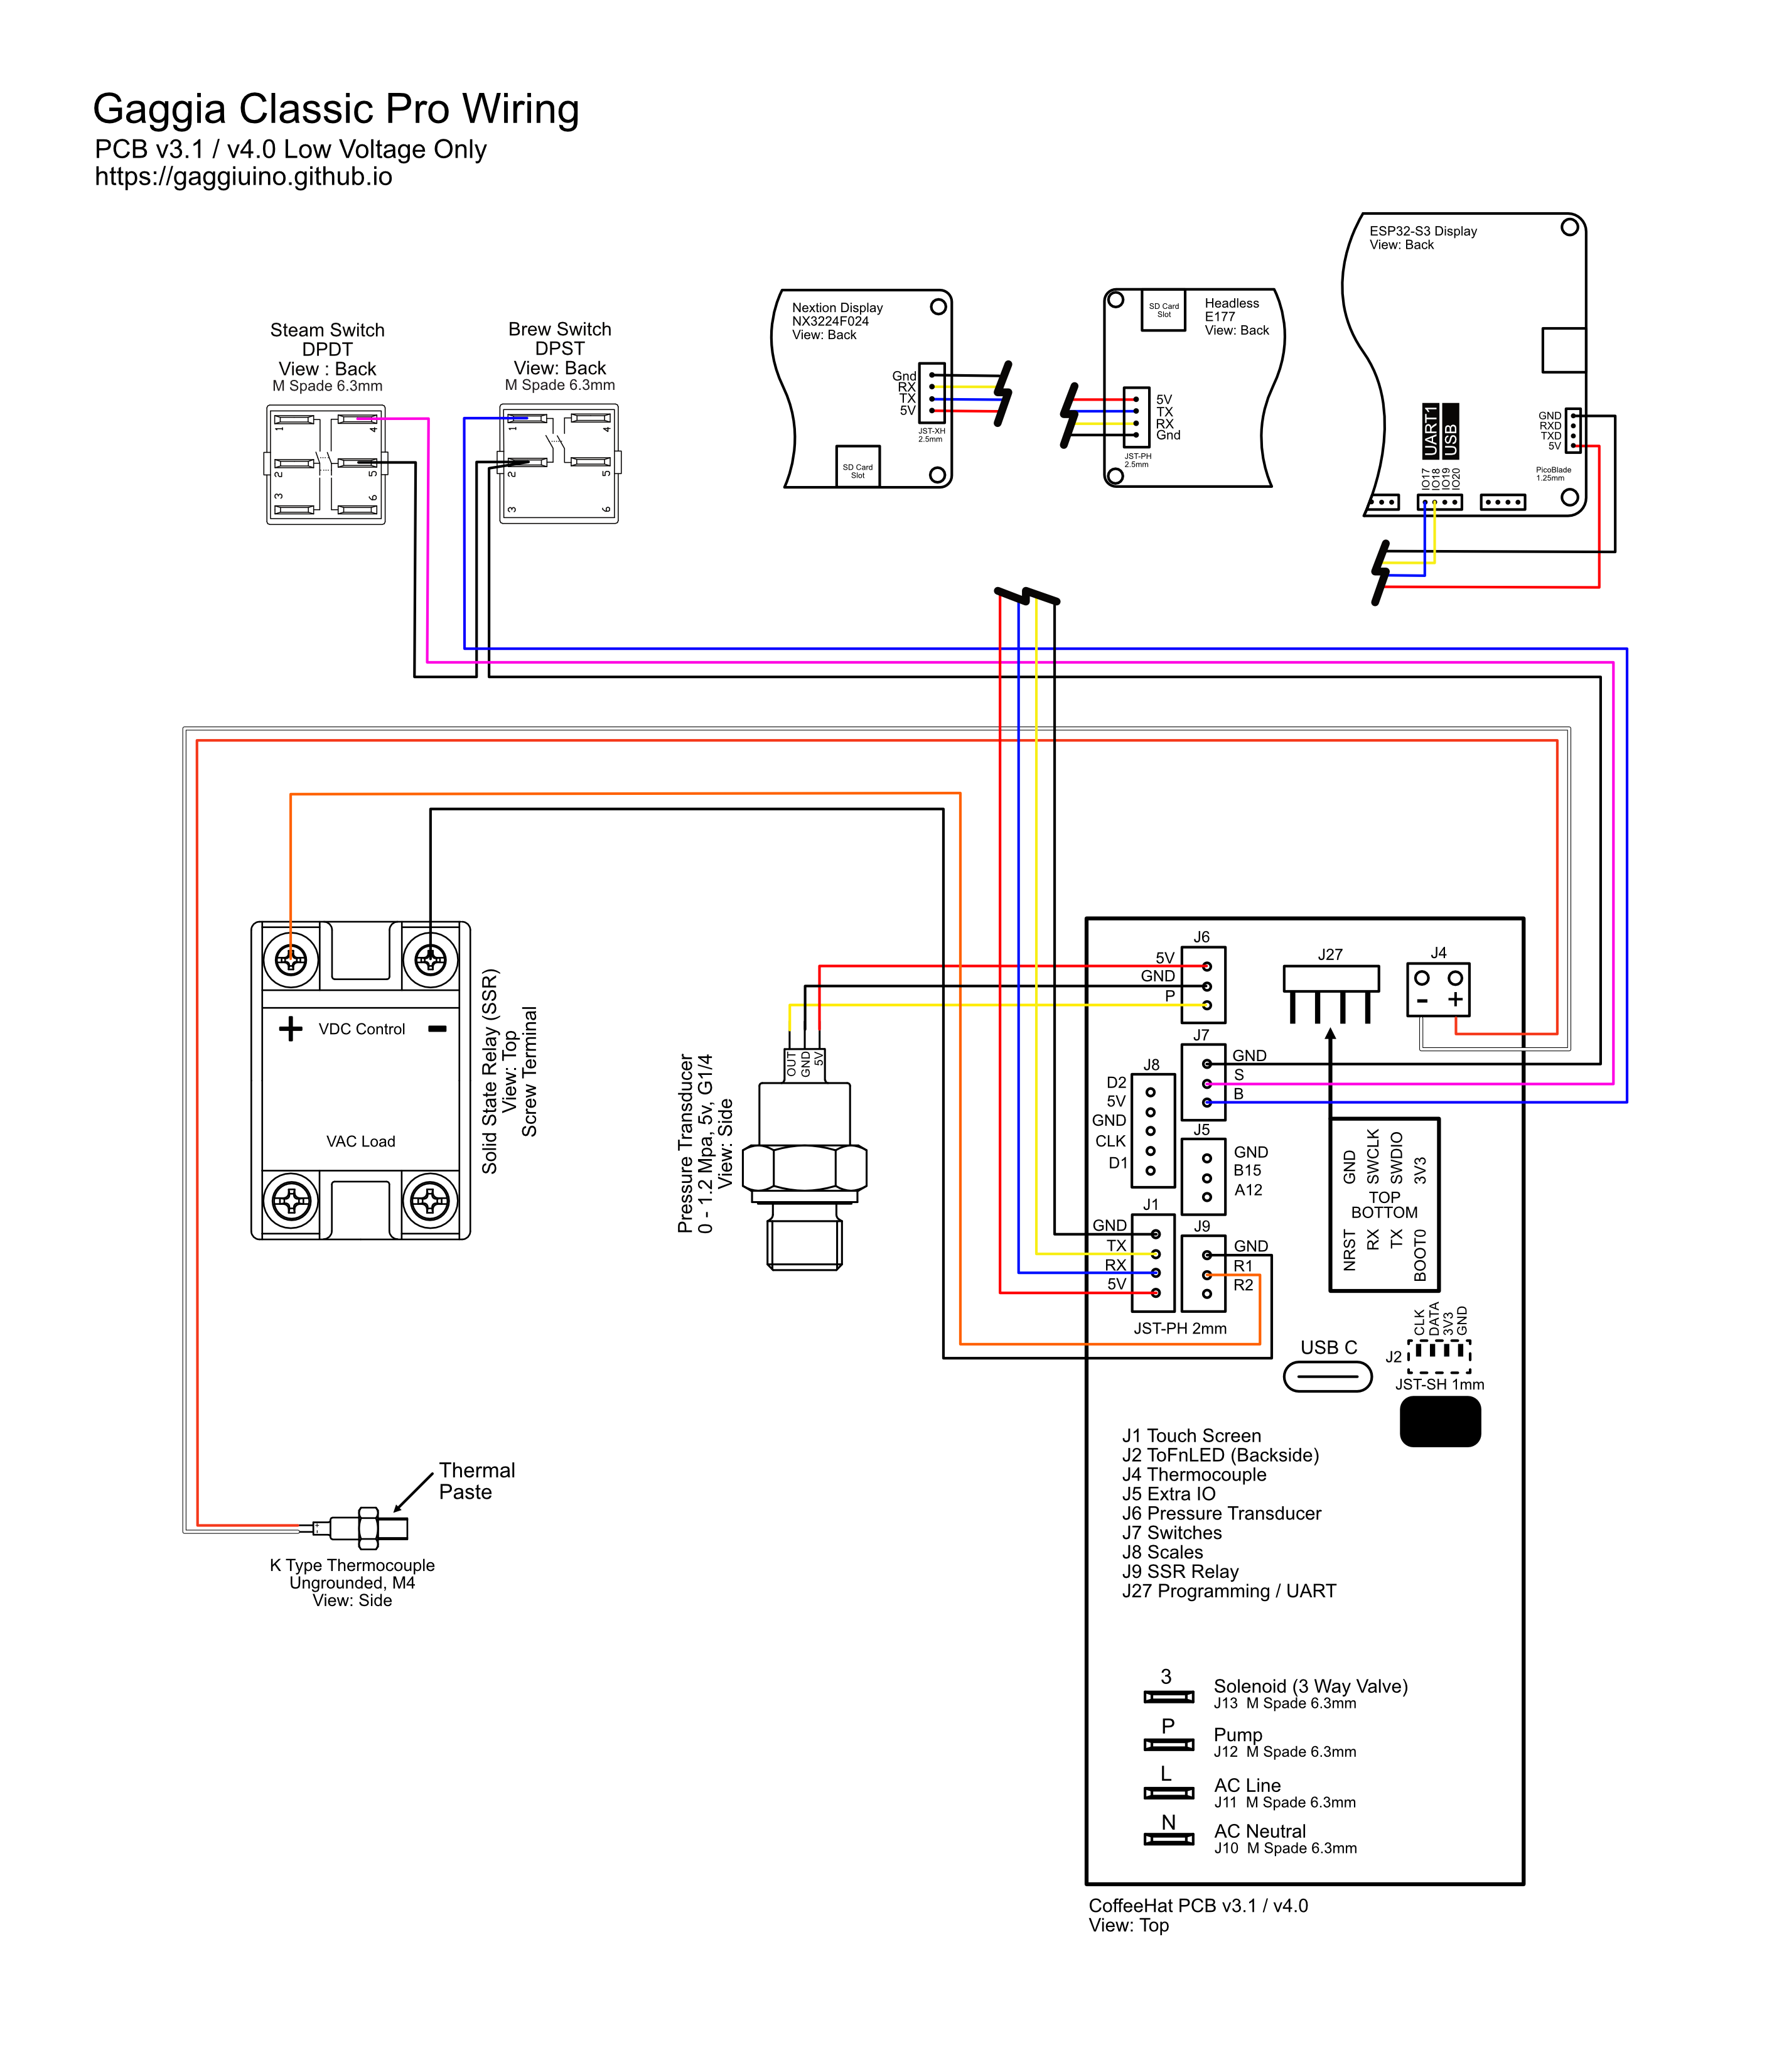 Gaggia Classic Pro Wiring
PCB v3.1 / v4.0 Low Voltage Only
https://gaggiuino.github.io
Steam Switch
DPDT
View : Back
M Spade 6.3mm
1
2
3
4
5
6
Brew Switch
DPST
View: Back
M Spade 6.3mm
1
2
3
4
5
6
Nextion Display
NX3224F024
View: Back
Gnd
RX
TX
5V
JST-XH
2.5mm
SD Card
Slot
SD Card
Slot
Headless
E177
View: Back
5V
TX
RX
Gnd
JST-PH
2.5mm
ESP32-S3 Display
View: Back
UART1
USB
IO17
IO18
IO19
IO20
GND
RXD
TXD
5V
PicoBlade
1.25mm
+ VDC Control -
VAC Load
Solid State Relay (SSR)
View: Top
Screw Terminal
OUT
GND
5V
Pressure Transducer
0 - 1.2 Mpa, 5v, G1/4
View: Side
Thermal
Paste
K Type Thermocouple
Ungrounded, M4
View: Side
J6
5V
GND
P
J27
J4
- +
J7
GND
S
B
J8
D2
5V
GND
CLK
D1
J5
GND
B15
A12
J1
GND
TX
RX
5V
J9
GND
R1
R2
JST-PH 2mm
GND
SWCLK
SWDIO
3V3
TOP
BOTTOM
NRST
RX
TX
BOOT0
USB C
CLK
DATA
3V3
GND
J2
JST-SH 1mm
J1 Touch Screen
J2 ToFnLED (Backside)
J4 Thermocouple
J5 Extra IO
J6 Pressure Transducer
J7 Switches
J8 Scales
J9 SSR Relay
J27 Programming / UART
3
Solenoid (3 Way Valve)
J13 M Spade 6.3mm
P
Pump
J12 M Spade 6.3mm
L
AC Line
J11 M Spade 6.3mm
N
AC Neutral
J10 M Spade 6.3mm
CoffeeHat PCB v3.1 / v4.0
View: Top